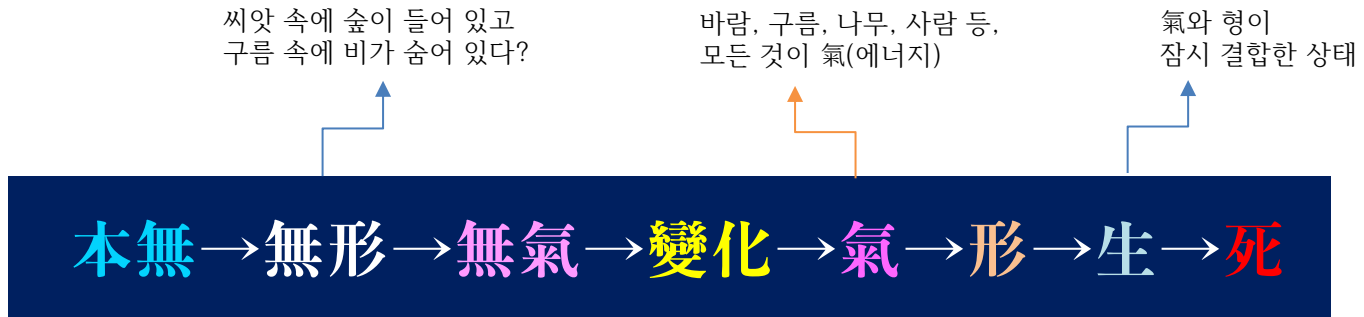 씨앗 속에 숲이 들어 있고
구름 속에 비가 숨어 있다?
바람, 구름, 나무, 사람 등,
모든 것이 氣(에너지)
氣와 형이
잠시 결합한 상태
本無→無形→無氣→變化→氣→形→生→死